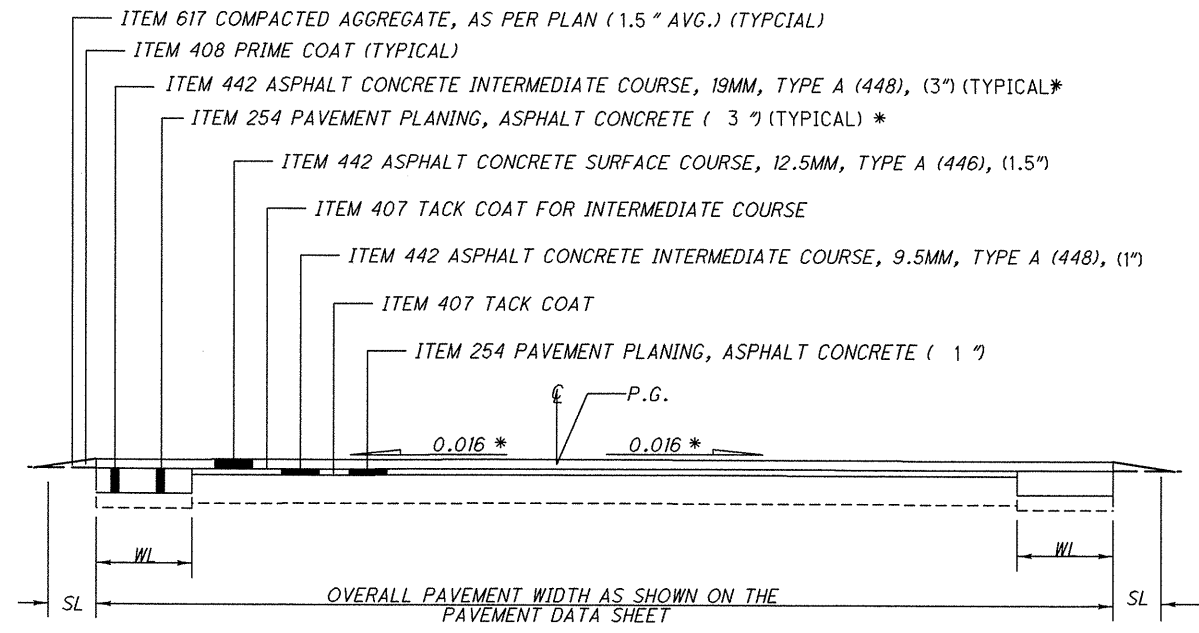 ITEM 617 COMPACTED AGGREGATE, AS PER PLAN (1.5" AVG.) (TYPCIAL)
ITEM 408 PRIME COAT (TYPICAL)
ITEM 442 ASPHALT CONCRETE INTERMEDIATE COURSE, 19MM, TYPE A (448), (3") (TYPICAL*
ITEM 254 PAVEMENT PLANING, ASPHALT CONCRETE ( 3 ") (TYPICAL) *
ITEM 442 ASPHALT CONCRETE SURFACE COURSE, 12.5MM, TYPE A (446), (1.5")
ITEM 407 TACK COAT FOR INTERMEDIATE COURSE
ITEM 442 ASPHALT CONCRETE INTERMEDIATE COURSE, 9.5MM, TYPE A (448), (1")
ITEM 407 TACK COAT
ITEM 254 PAVEMENT PLANING, ASPHALT CONCRETE ( 1 ")
℄ P.G.
0.016 * 0.016 *
WL WL
SL OVERALL PAVEMENT WIDTH AS SHOWN ON THE SL
PAVEMENT DATA SHEET